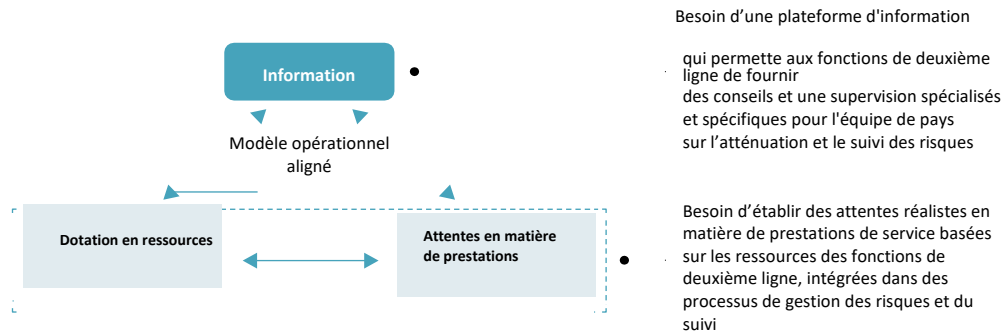 Information
Modèle opérationnel
aligné
Dotation en ressources
Attentes en matière
de prestations
Besoin d’une plateforme d'information
qui permette aux fonctions de deuxième
ligne de fournir
des conseils et une supervision spécialisés
et spécifiques pour l'équipe de pays
sur l’atténuation et le suivi des risques
Besoin d’établir des attentes réalistes en
matière de prestations de service basées
sur les ressources des fonctions de
deuxième ligne, intégrées dans des
processus de gestion des risques et du
suivi